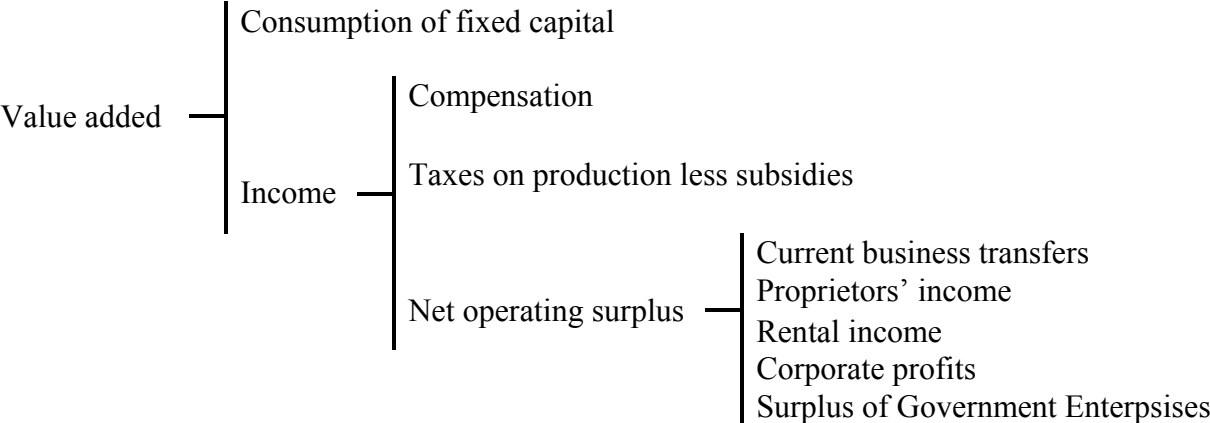 Consumption of fixed capital
Value added
Income
Compensation
Taxes on production less subsidies
Net operating surplus
Current business transfers
Proprietors’ income
Rental income
Corporate profits
Surplus of Government Enterpsises